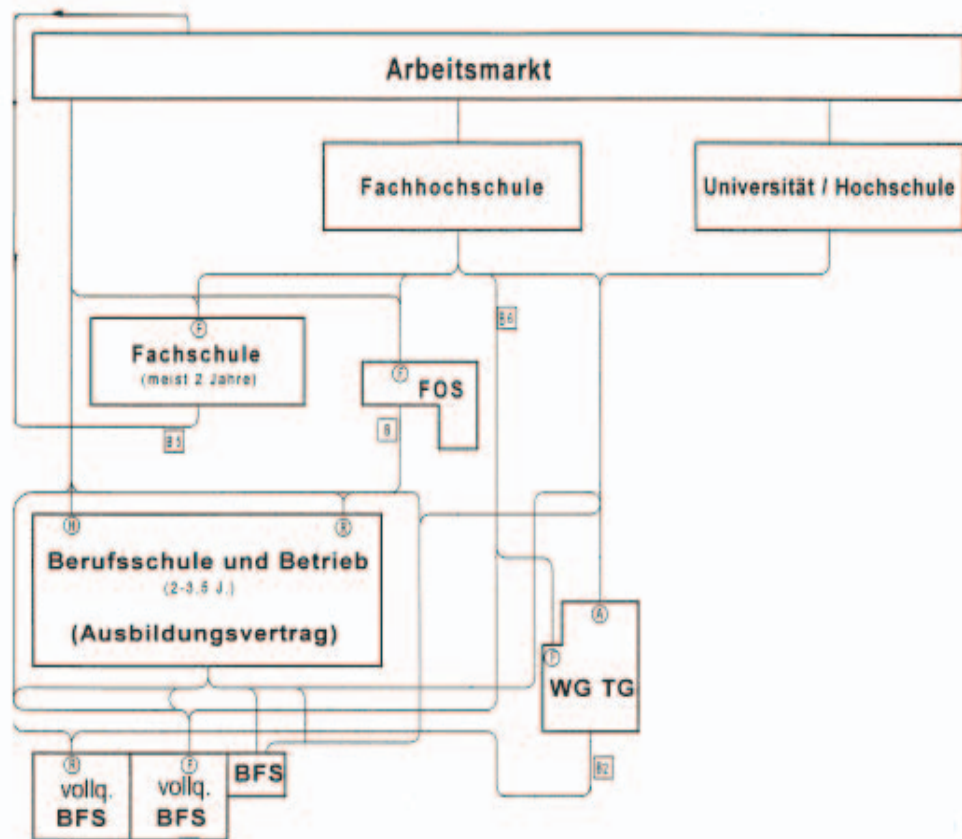 Arbeitsmarkt
Fachhochschule
Universität / Hochschule
B6
F
Fachschule
(meist 2 Jahre)
F
FOS
B5
B
H
R
Berufsschule und Betrieb
(2-3,5 J.)
(Ausbildungsvertrag)
A
F
WG TG
R
vollq.
BFS
F
vollq.
BFS
BFS
B2